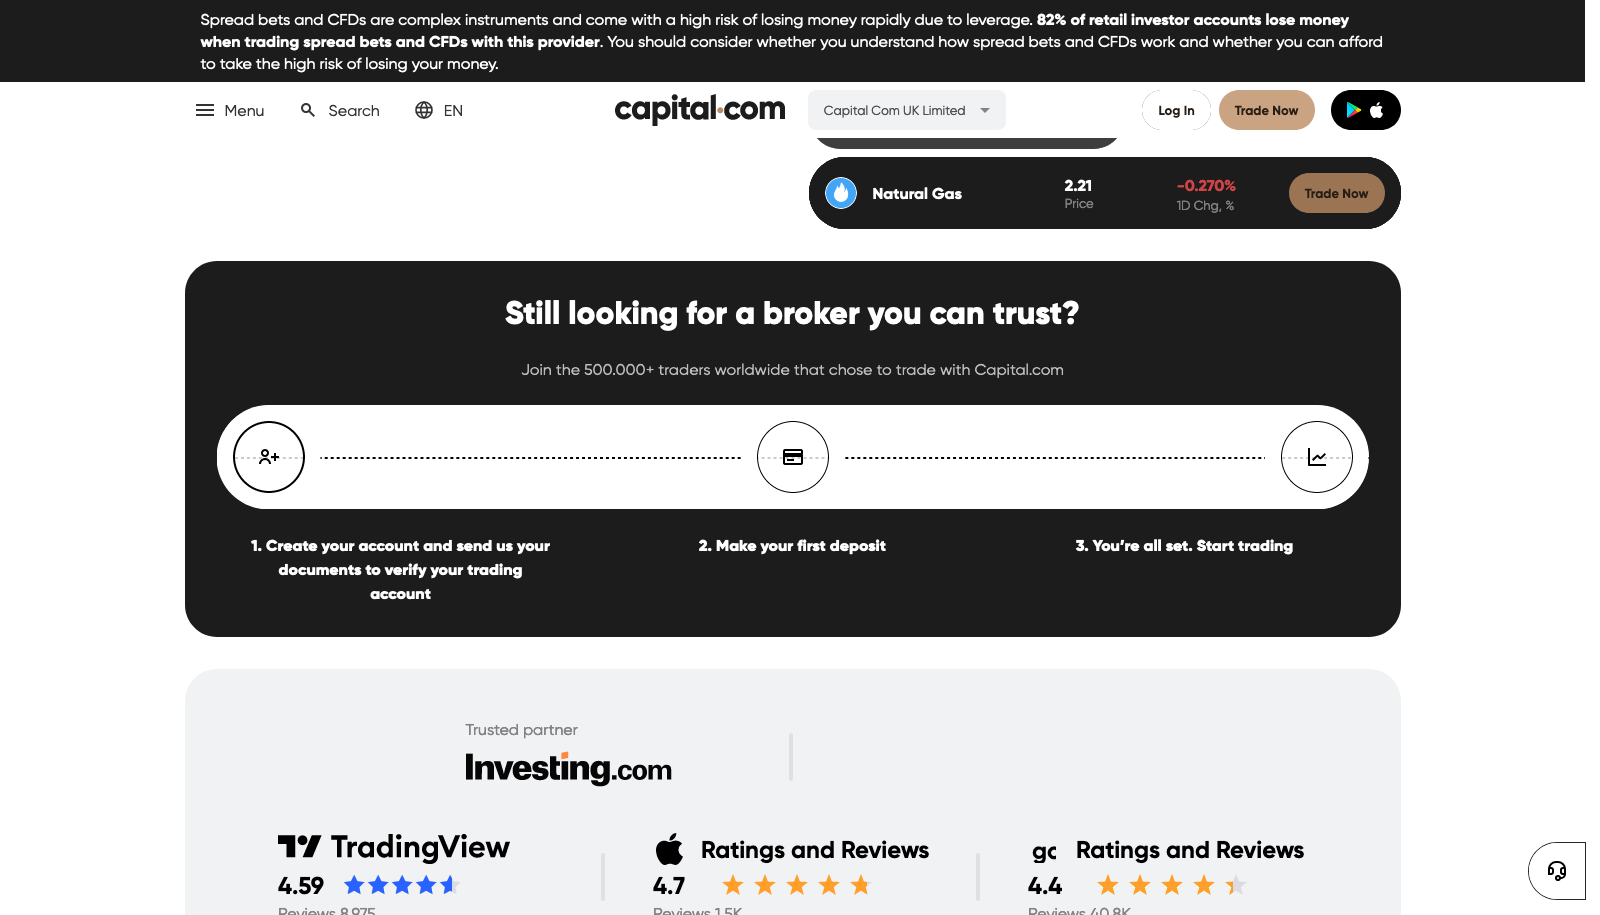 Spread bets and CFDs are complex instruments and come with a high risk of losing money rapidly due to leverage. 82% of retail investor accounts lose money
when trading spread bets and CFDs with this provider. You should consider whether you understand how spread bets and CFDs work and whether you can afford
to take the high risk of losing your money.
Menu
Search
EN
capital.com
Capital Com UK Limited
Log In
Trade Now
Natural Gas
2.21
Price
-0.270%
1D Chg, %
Trade Now
Still looking for a broker you can trust?
Join the 500.000+ traders worldwide that chose to trade with Capital.com
1. Create your account and send us your
documents to verify your trading
account
2. Make your first deposit
3. You're all set. Start trading
Trusted partner
Investing.com
TradingView
4.59
Reviews 8,975
Ratings and Reviews
4.7
Reviews 1.5K
Ratings and Reviews
4.4
Reviews 40.8K